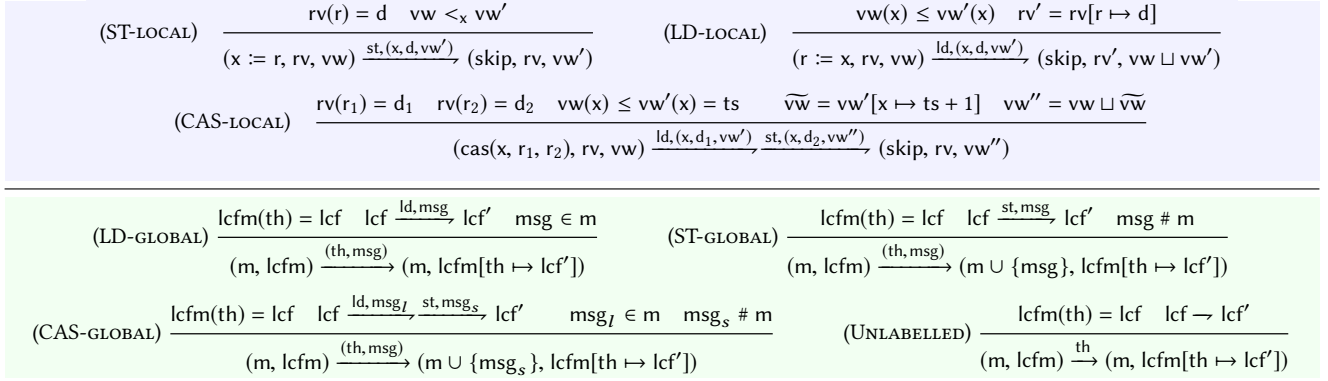 (ST-LOCAL) rv(r) = d vw <ₓ vw′
(x ≔ r, rv, vw) —st,(x,d,vw′)⇀ (skip, rv, vw′)
(LD-LOCAL) vw(x) ≤ vw′(x) rv′ = rv[r ↦ d]
(r ≔ x, rv, vw) —ld,(x,d,vw′)⇀ (skip, rv′, vw ⊔ vw′)
(CAS-LOCAL) rv(r₁) = d₁ rv(r₂) = d₂ vw(x) ≤ vw′(x) = ts ṽw̃ = vw′[x ↦ ts + 1] vw″ = vw ⊔ ṽw̃
(cas(x, r₁, r₂), rv, vw) —ld,(x,d₁,vw′)⇀ —st,(x,d₂,vw″)⇀ (skip, rv, vw″)
(LD-GLOBAL) lcfm(th) = lcf lcf —ld,msg⇀ lcf′ msg ∈ m
(m, lcfm) —(th,msg)→ (m, lcfm[th ↦ lcf′])
(ST-GLOBAL) lcfm(th) = lcf lcf —st,msg⇀ lcf′ msg # m
(m, lcfm) —(th,msg)→ (m ∪ {msg}, lcfm[th ↦ lcf′])
(CAS-GLOBAL) lcfm(th) = lcf lcf —ld,msgₗ⇀ —st,msgₛ⇀ lcf′ msgₗ ∈ m msgₛ # m
(m, lcfm) —(th,msg)→ (m ∪ {msgₛ}, lcfm[th ↦ lcf′])
(UNLABELLED) lcfm(th) = lcf lcf ⇀ lcf′
(m, lcfm) —th→ (m, lcfm[th ↦ lcf′])